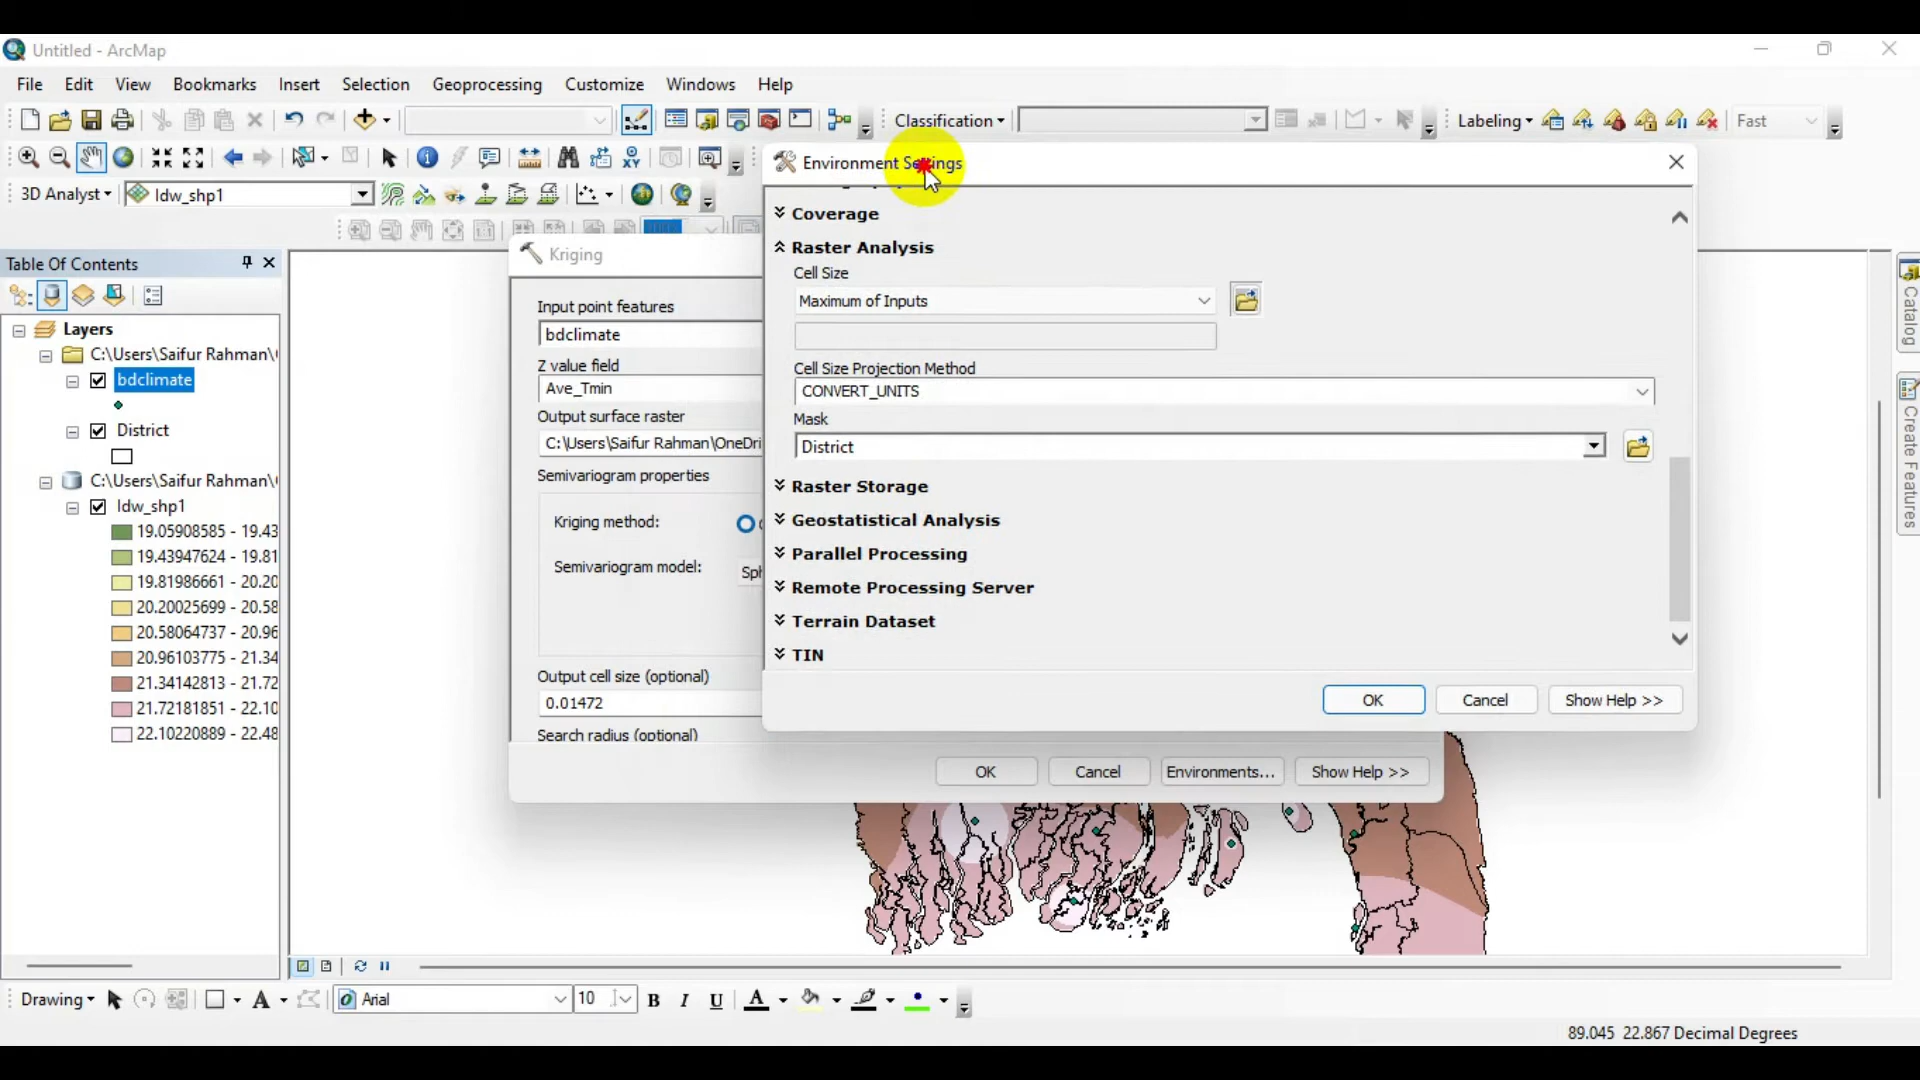 Untitled - ArcMap
File Edit View Bookmarks Insert Selection Geoprocessing Customize Windows Help
Classification
Labeling
Fast
3D Analyst
Idw_shp1
Environment Settings
Coverage
Raster Analysis
Cell Size
Maximum of Inputs
Cell Size Projection Method
CONVERT_UNITS
Mask
District
Raster Storage
Geostatistical Analysis
Parallel Processing
Remote Processing Server
Terrain Dataset
TIN
OK Cancel Show Help >>
Kriging
Input point features
bdclimate
Z value field
Ave_Tmin
Output surface raster
C:\Users\Saifur Rahman\OneDri
Semivariogram properties
Kriging method:
Semivariogram model: Sph
Output cell size (optional)
0.01472
Search radius (optional)
OK Cancel Environments... Show Help >>
Table Of Contents
Layers
C:\Users\Saifur Rahman\
bdclimate
District
C:\Users\Saifur Rahman\
Idw_shp1
19.05908585 - 19.43
19.43947624 - 19.81
19.81986661 - 20.20
20.20025699 - 20.58
20.58064737 - 20.96
20.96103775 - 21.34
21.34142813 - 21.72
21.72181851 - 22.10
22.10220889 - 22.48
Catalog
Create Features
Drawing
A
Arial
10
B I U A
89.045 22.867 Decimal Degrees